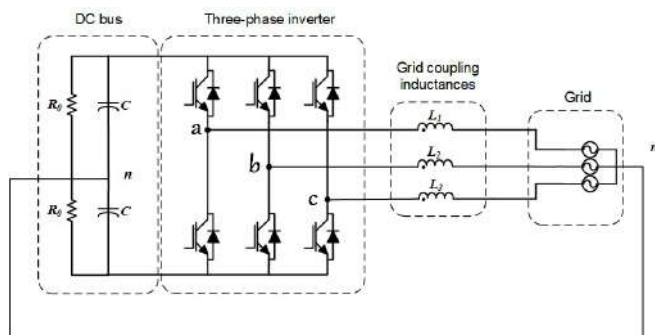 DC bus
Three-phase inverter
Grid coupling
inductances
Grid
R₀
C
a
L₁
n
b
L₂
n
c
L₃
R₀
C